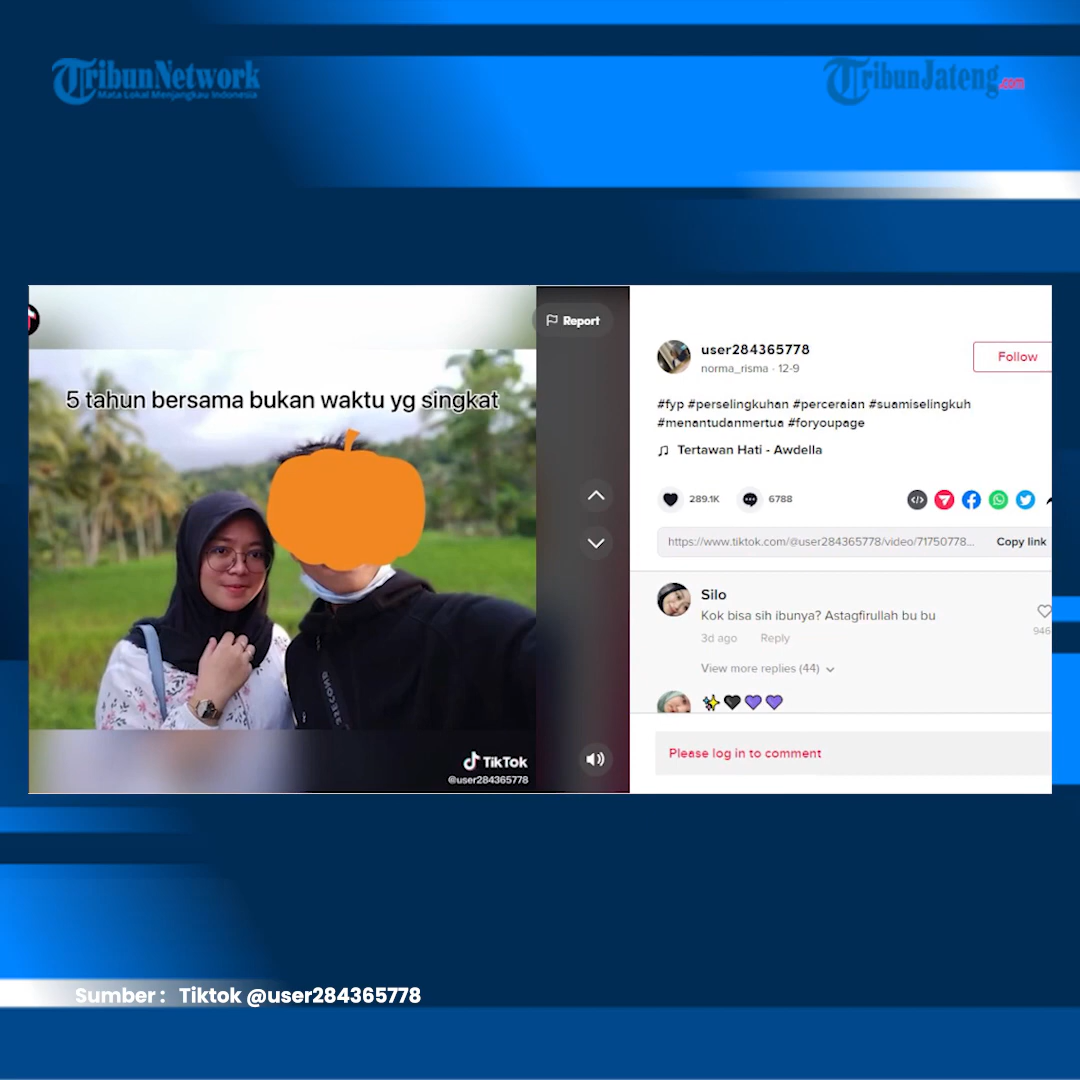 TribunNetwork
Mata Lokal Menjangkau Indonesia
TribunJateng.com
5 tahun bersama bukan waktu yg singkat
SECOND
TikTok
@user284365778
Report
user284365778
norma_risma · 12-9
Follow
#fyp #perselingkuhan #perceraian #suamiselingkuh
#menantudanmertua #foryoupage
Tertawan Hati - Awdella
289.1K
6788
https://www.tiktok.com/@user284365778/video/71750778...
Copy link
Silo
Kok bisa sih ibunya? Astagfirullah bu bu
946
3d ago
Reply
View more replies (44)
Please log in to comment
Sumber : Tiktok @user284365778